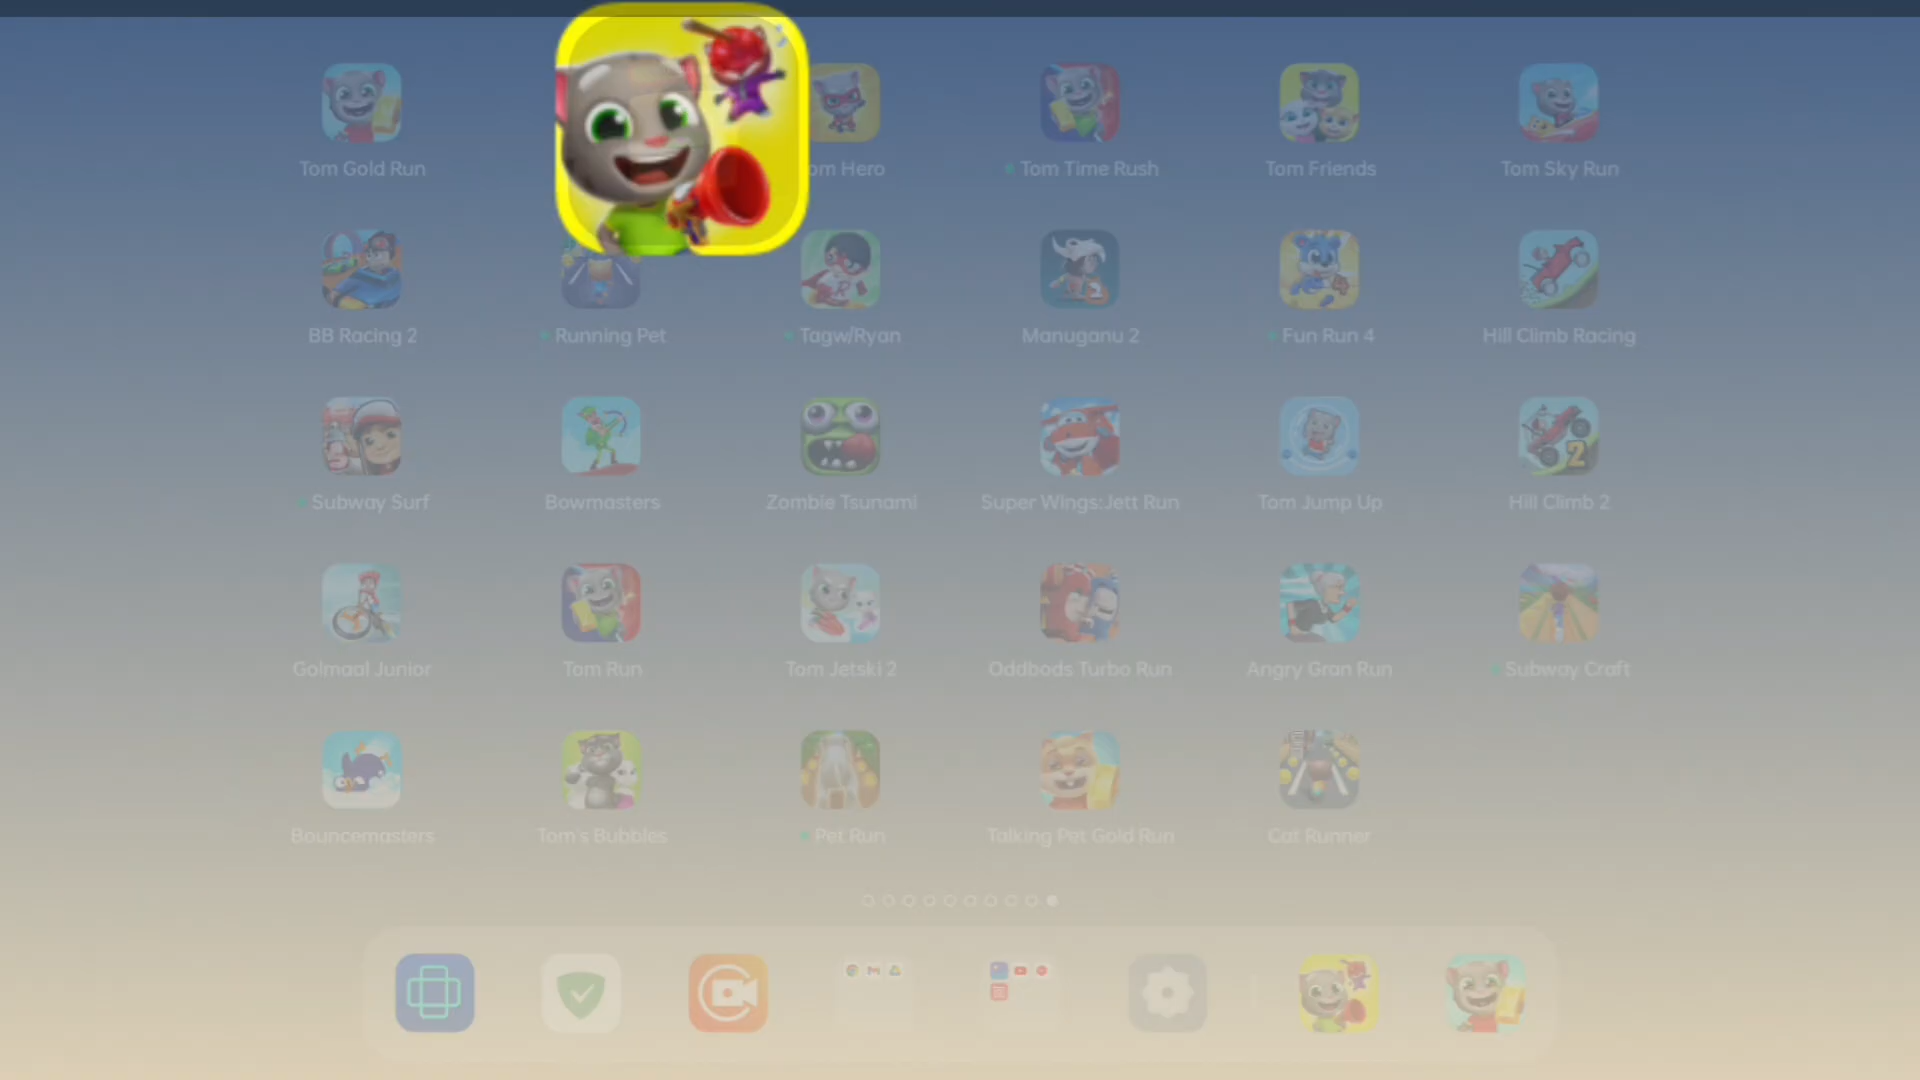 Tom Gold Run
om Hero
Tom Time Rush
Tom Friends
Tom Sky Run
BB Racing 2
Running Pet
Tagw/Ryan
Manuganu 2
Fun Run 4
Hill Climb Racing
Subway Surf
Bowmasters
Zombie Tsunami
Super Wings:Jett Run
Tom Jump Up
Hill Climb 2
2
Golmaal Junior
Tom Run
Tom Jetski 2
Oddbods Turbo Run
Angry Gran Run
Subway Craft
Bouncemasters
Tom's Bubbles
Pet Run
Talking Pet Gold Run
Cat Runner